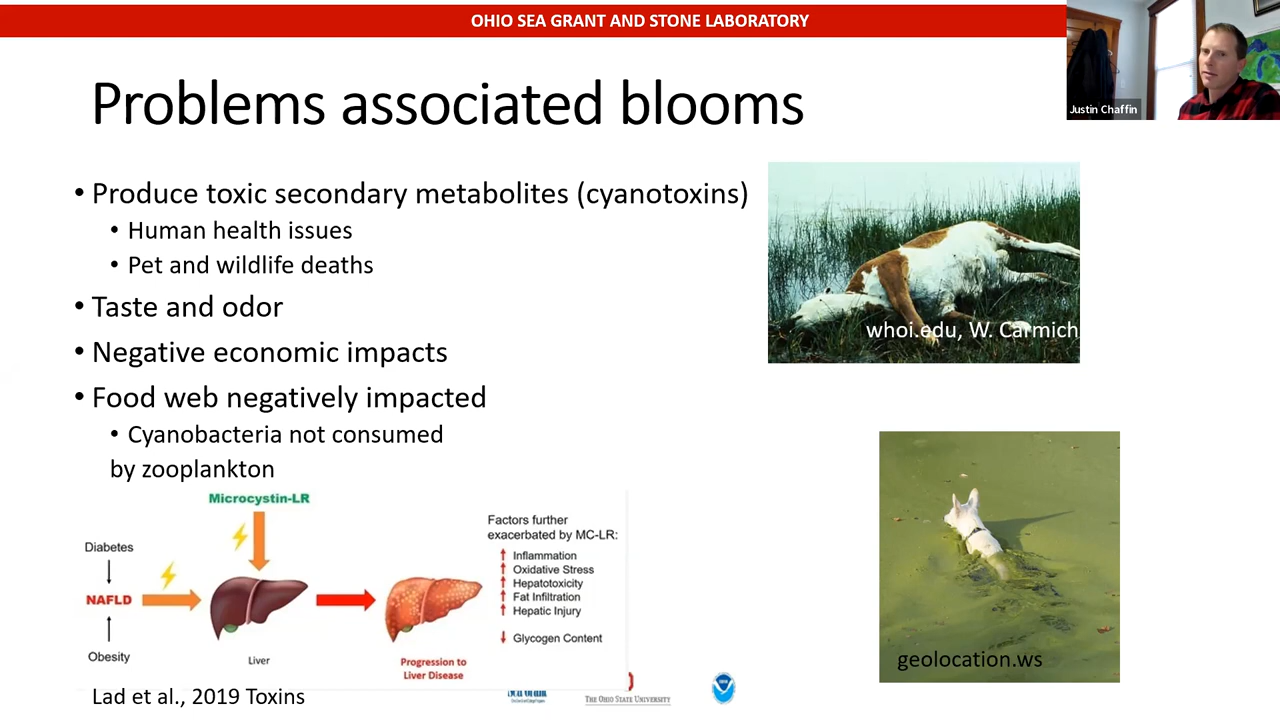 OHIO SEA GRANT AND STONE LABORATORY
Justin Chaffin
Problems associated blooms
• Produce toxic secondary metabolites (cyanotoxins)
• Human health issues
• Pet and wildlife deaths
• Taste and odor
• Negative economic impacts
• Food web negatively impacted
• Cyanobacteria not consumed
by zooplankton
whoi.edu, W. Carmich
Microcystin-LR
Diabetes
NAFLD
Obesity
Liver
Progression to
Liver Disease
Factors further
exacerbated by MC-LR:
Inflammation
Oxidative Stress
Hepatotoxicity
Fat Infiltration
Hepatic Injury
Glycogen Content
geolocation.ws
Lad et al., 2019 Toxins
THE OHIO STATE UNIVERSITY